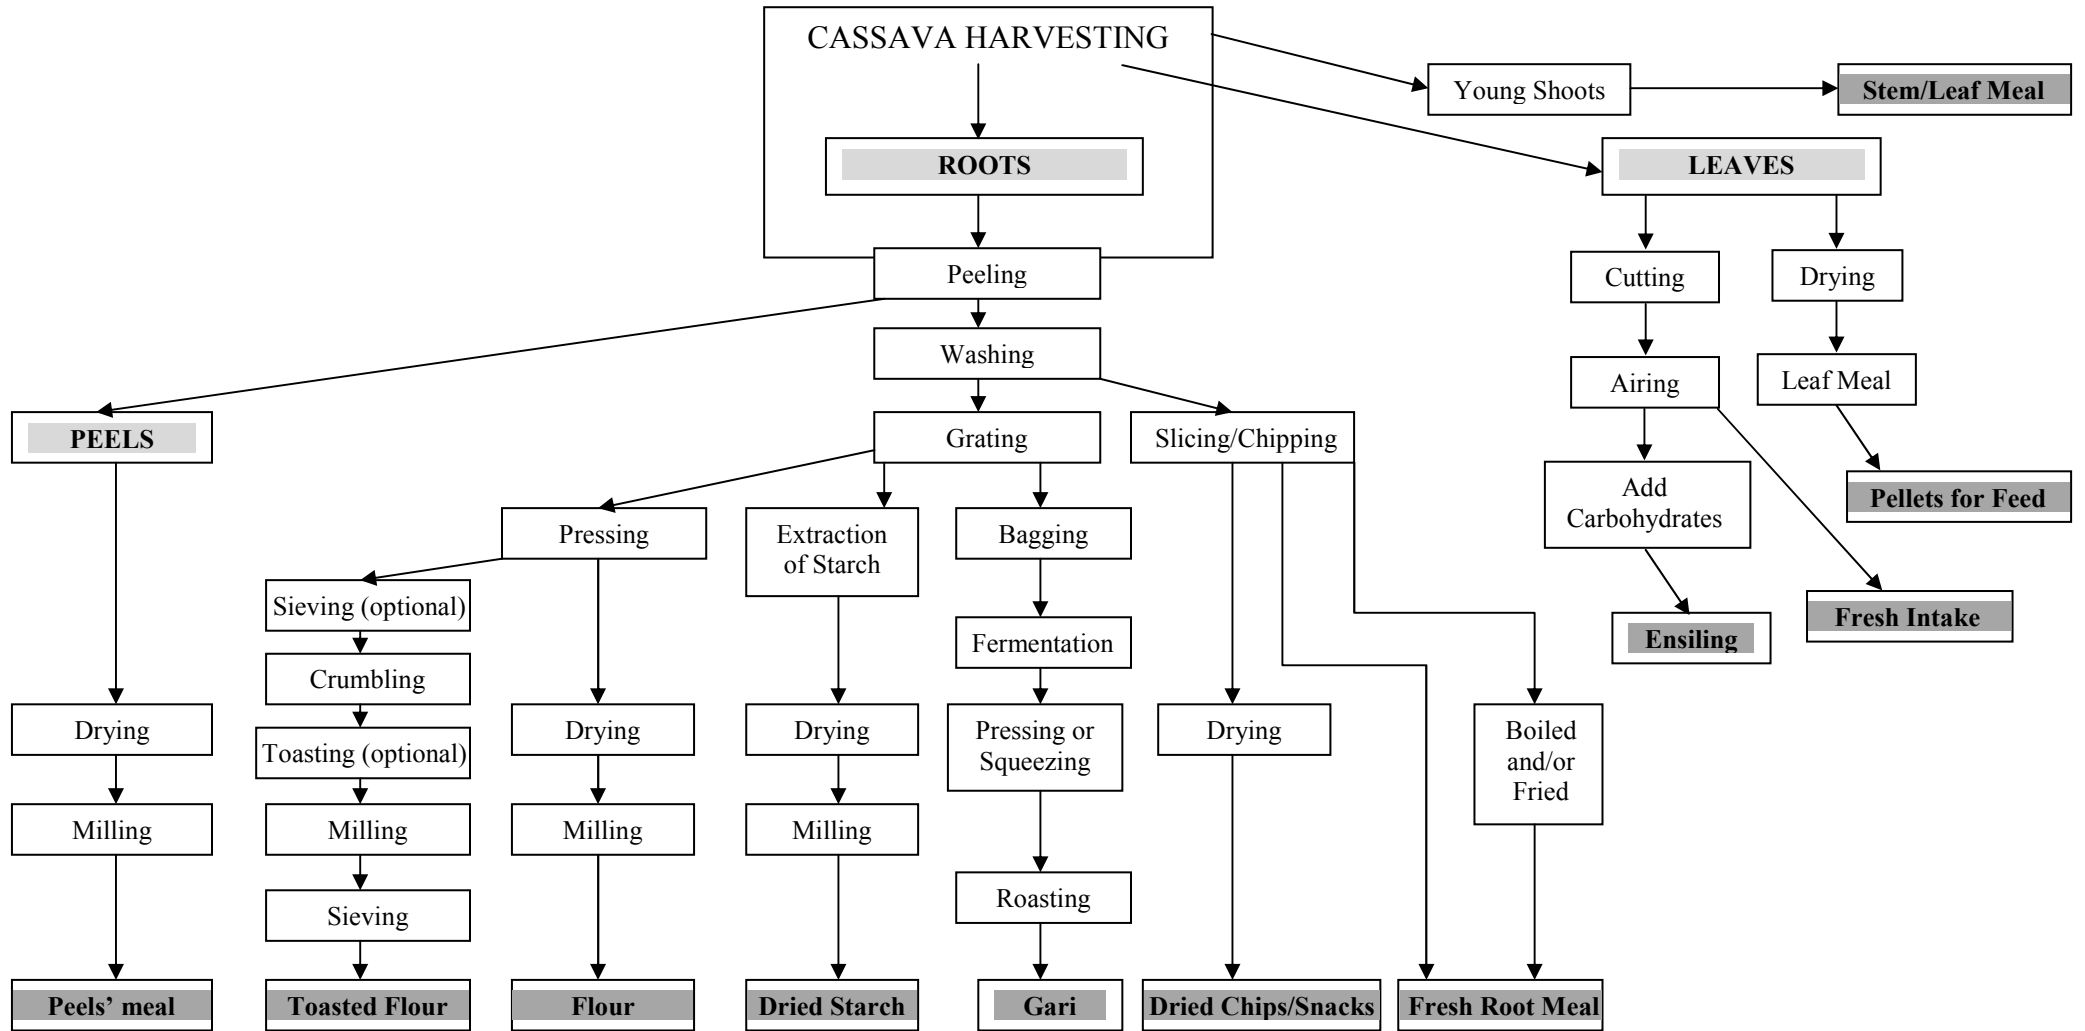 CASSAVA HARVESTING
Young Shoots
Stem/Leaf Meal
ROOTS
LEAVES
Peeling
Cutting
Drying
Washing
Airing
Leaf Meal
PEELS
Grating
Slicing/Chipping
Add
Carbohydrates
Pellets for Feed
Pressing
Extraction
of Starch
Bagging
Sieving (optional)
Fermentation
Ensiling
Fresh Intake
Crumbling
Drying
Toasting (optional)
Drying
Drying
Pressing or
Squeezing
Drying
Boiled
and/or
Fried
Milling
Milling
Milling
Milling
Sieving
Roasting
Peels’ meal
Toasted Flour
Flour
Dried Starch
Gari
Dried Chips/Snacks
Fresh Root Meal